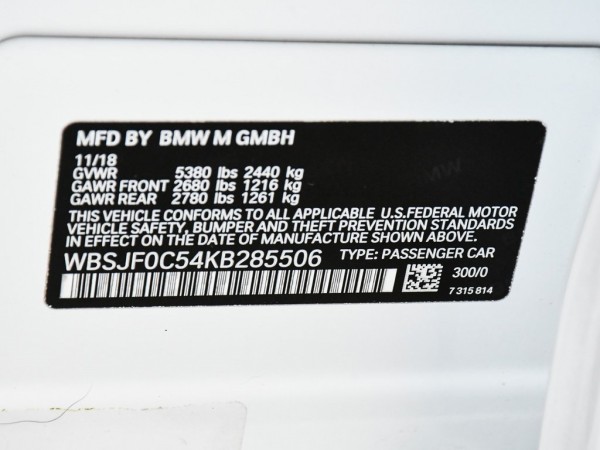 MFD BY BMW M GMBH
11/18
GVWR 5380 lbs 2440 kg
GAWR FRONT 2680 lbs 1216 kg
GAWR REAR 2780 lbs 1261 kg
THIS VEHICLE CONFORMS TO ALL APPLICABLE U.S.FEDERAL MOTOR
VEHICLE SAFETY, BUMPER AND THEFT PREVENTION STANDARDS
IN EFFECT ON THE DATE OF MANUFACTURE SHOWN ABOVE.
WBSJF0C54KB285506 TYPE: PASSENGER CAR
300/0
7 315 814